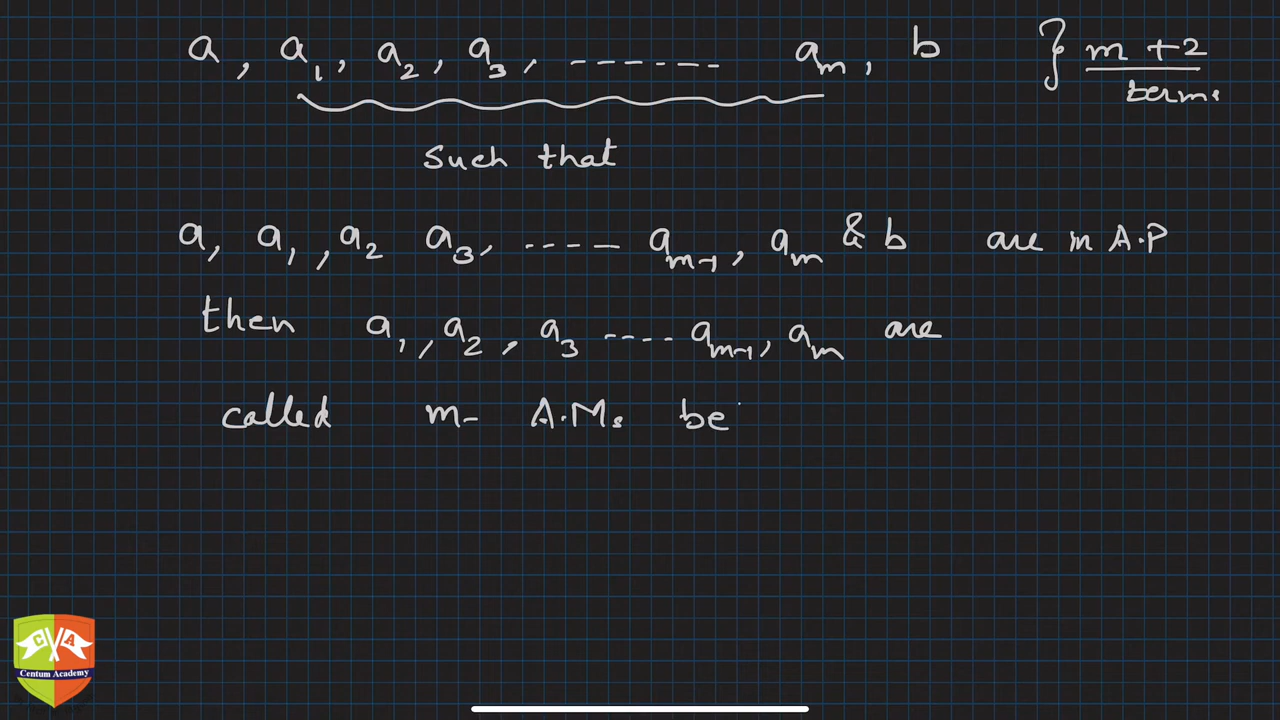 a, a₁, a₂, a₃, ------- aₘ, b } m + 2
terms
such that
a, a₁, a₂ a₃, ----- aₘ₋₁, aₘ & b are in A.P
then a₁, a₂, a₃ ----- aₘ₋₁, aₘ are
called m- A.Ms be
C A
Centum Academy